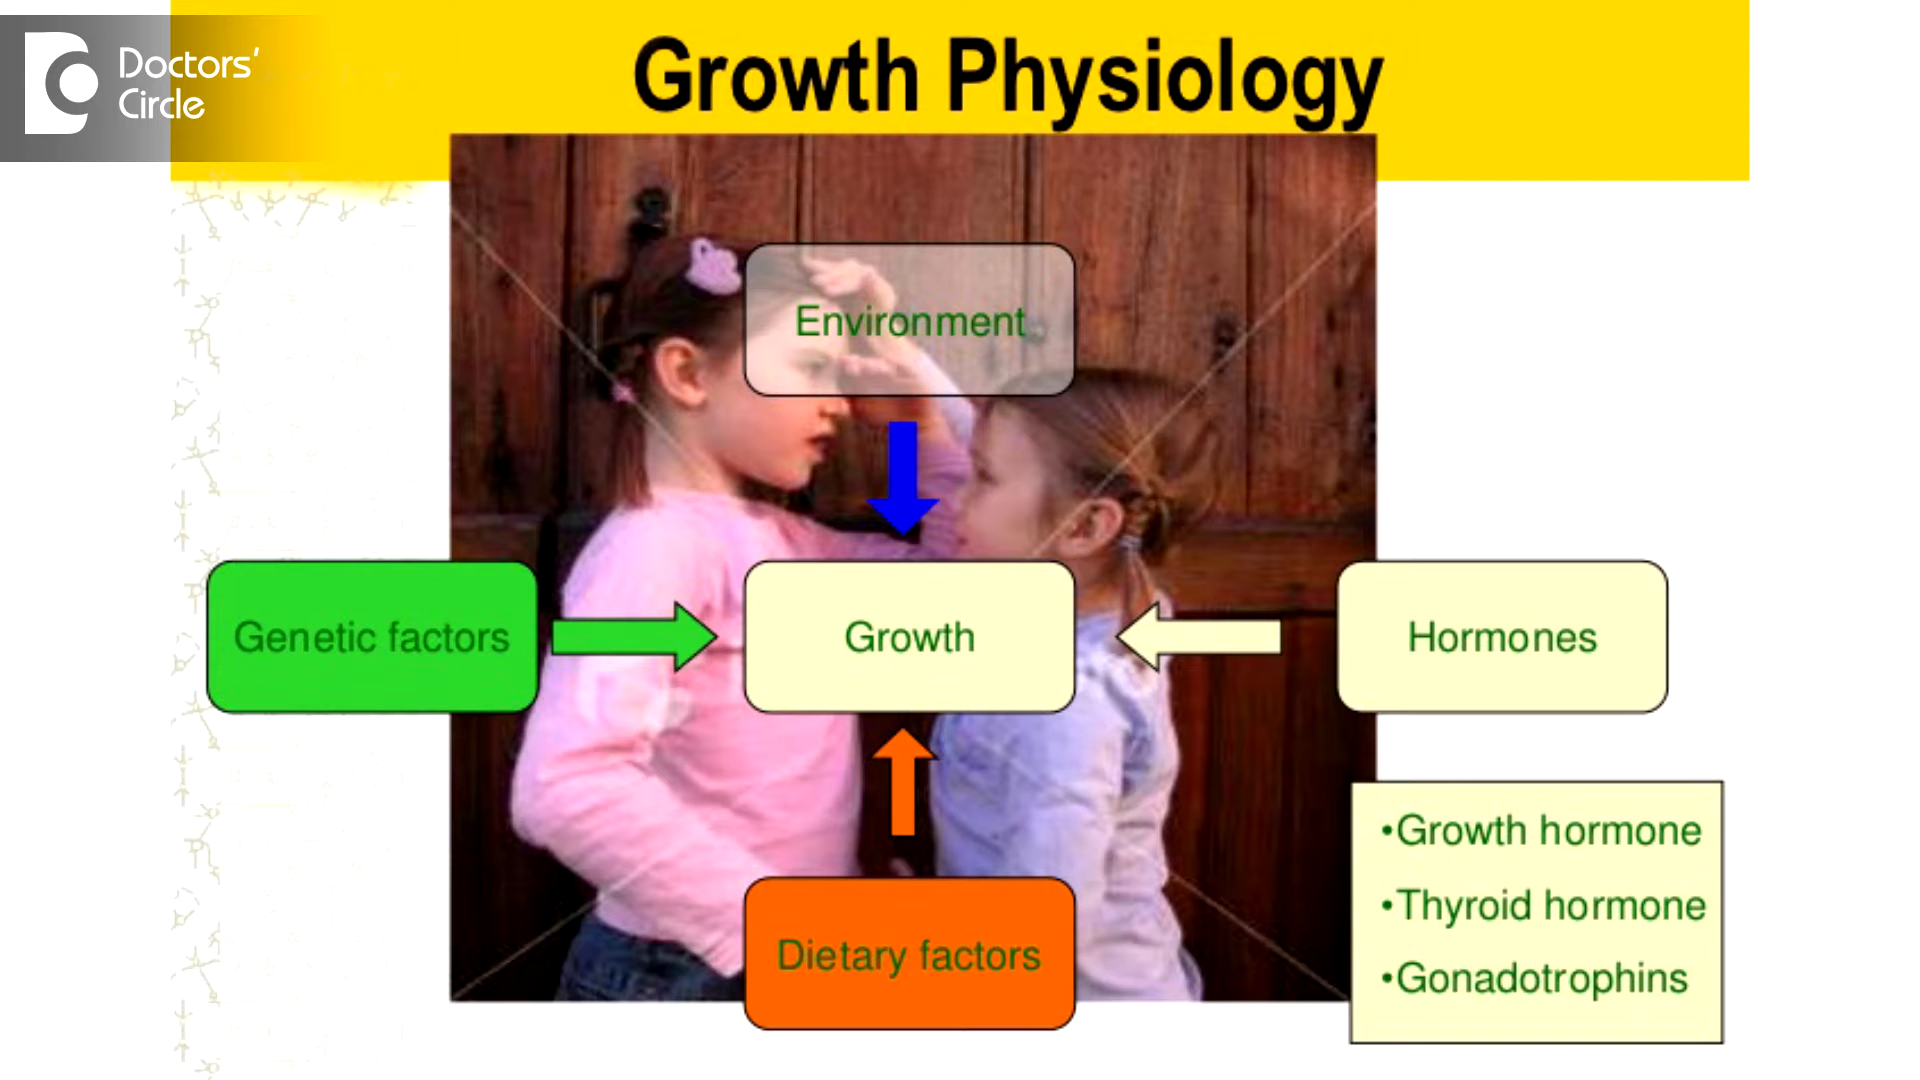 Doctors'
Circle
Growth Physiology
Environment
Genetic factors
Growth
Hormones
Dietary factors
•Growth hormone
•Thyroid hormone
•Gonadotrophins